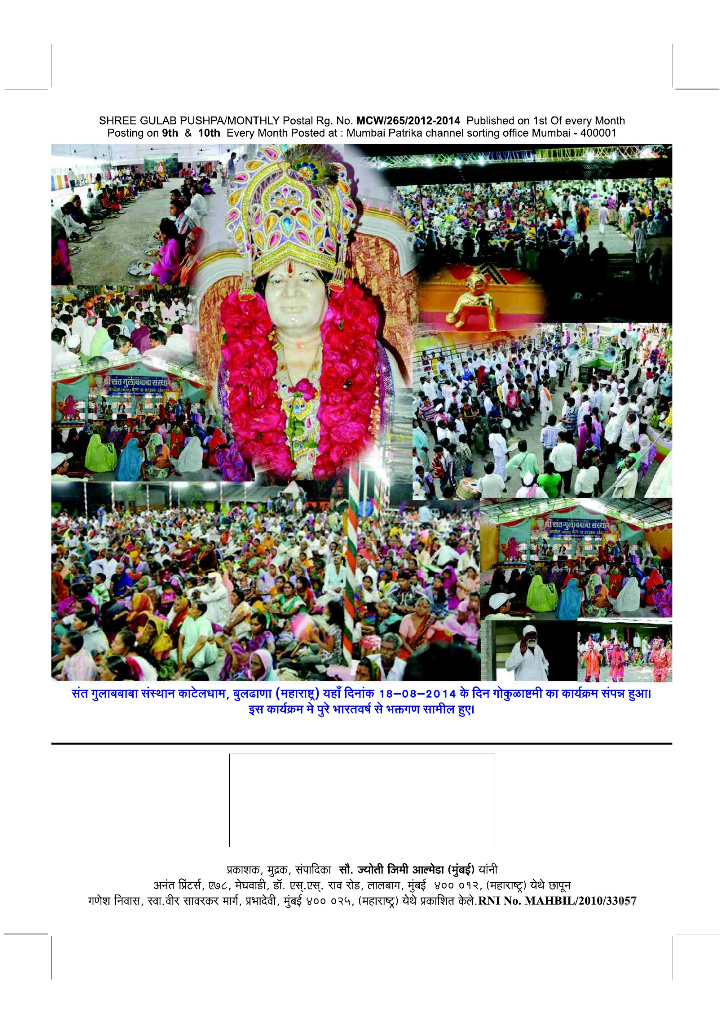 SHREE GULAB PUSHPA/MONTHLY Postal Rg. No. MCW/265/2012-2014 Published on 1st Of every Month
Posting on 9th & 10th Every Month Posted at : Mumbai Patrika channel sorting office Mumbai - 400001
श्री संत गुलाबबाबा संस्थान
श्री संत गुलाबबाबा संस्थान
संत गुलाबबाबा संस्थान काटेलधाम, बुलढाणा (महाराष्ट्र) यहाँ दिनांक 18–08–2014 के दिन गोकुळाष्टमी का कार्यक्रम संपन्न हुआ।
इस कार्यक्रम मे पुरे भारतवर्ष से भक्तगण सामील हुए।
प्रकाशक, मुद्रक, संपादिका सौ. ज्योती जिमी आल्मेडा (मुंबई) यांनी
अनंत प्रिंटर्स, ए७८, मेघवाडी, डॉ. एस्.एस्. राव रोड, लालबाग, मुंबई ४०० ०१२, (महाराष्ट्र) येथे छापून
गणेश निवास, स्वा.वीर सावरकर मार्ग, प्रभादेवी, मुंबई ४०० ०२५, (महाराष्ट्र) येथे प्रकाशित केले.RNI No. MAHBIL/2010/33057